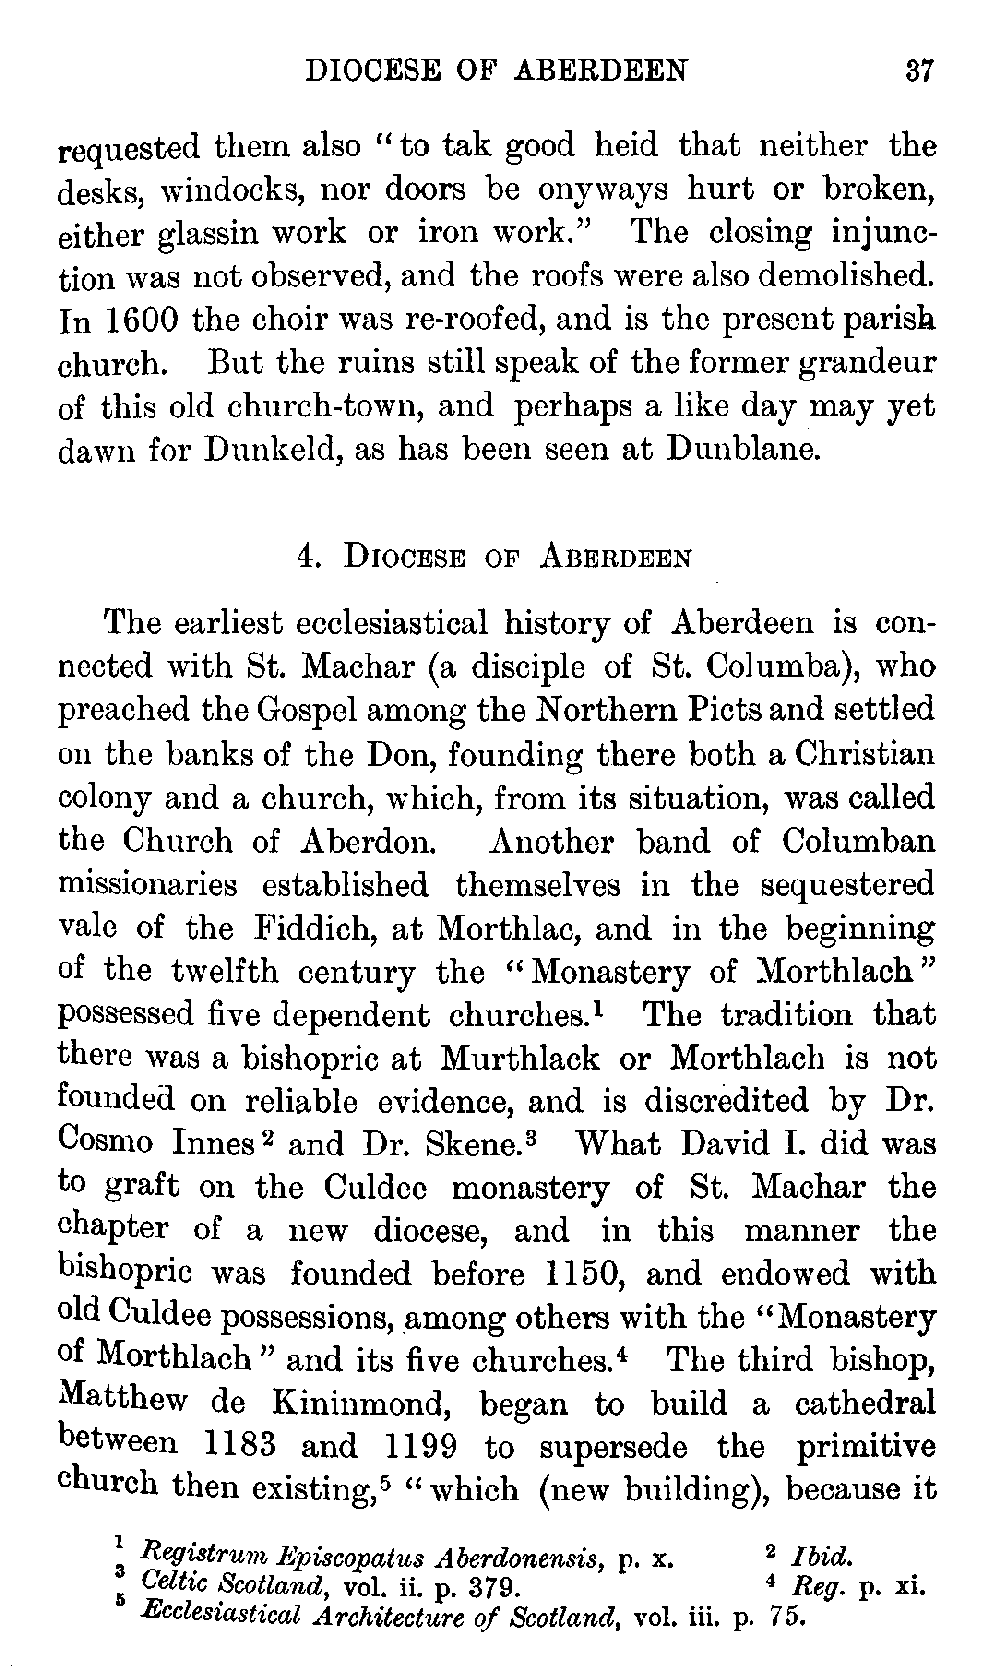 DIOCESE OF ABERDEEN 37
requested them also “to tak good heid that neither the
desks, windocks, nor doors be onyways hurt or broken,
either glassin work or iron work.” The closing injunc-
tion was not observed, and the roofs were also demolished.
In 1600 the choir was re-roofed, and is the present parish
church. But the ruins still speak of the former grandeur
of this old church-town, and perhaps a like day may yet
dawn for Dunkeld, as has been seen at Dunblane.
4. DIOCESE OF ABERDEEN
The earliest ecclesiastical history of Aberdeen is con-
nected with St. Machar (a disciple of St. Columba), who
preached the Gospel among the Northern Picts and settled
on the banks of the Don, founding there both a Christian
colony and a church, which, from its situation, was called
the Church of Aberdon. Another band of Columban
missionaries established themselves in the sequestered
vale of the Fiddich, at Morthlac, and in the beginning
of the twelfth century the “Monastery of Morthlach”
possessed five dependent churches.¹ The tradition that
there was a bishopric at Murthlack or Morthlach is not
founded on reliable evidence, and is discredited by Dr.
Cosmo Innes² and Dr. Skene.³ What David I. did was
to graft on the Culdee monastery of St. Machar the
chapter of a new diocese, and in this manner the
bishopric was founded before 1150, and endowed with
old Culdee possessions, among others with the “Monastery
of Morthlach” and its five churches.⁴ The third bishop,
Matthew de Kininmond, began to build a cathedral
between 1183 and 1199 to supersede the primitive
church then existing,⁵ “which (new building), because it
¹ Registrum Episcopatus Aberdonensis, p. x. ² Ibid.
³ Celtic Scotland, vol. ii. p. 379. ⁴ Reg. p. xi.
⁵ Ecclesiastical Architecture of Scotland, vol. iii. p. 75.